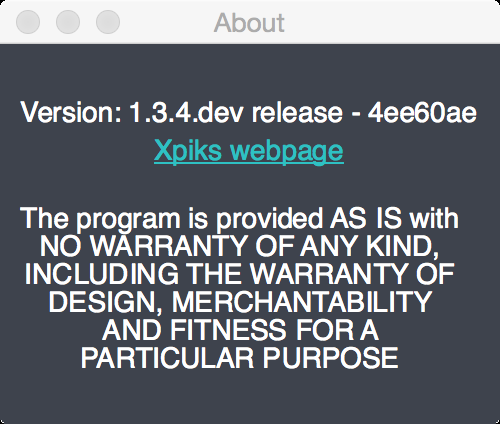 About
Version: 1.3.4.dev release - 4ee60ae
Xpiks webpage
The program is provided AS IS with
NO WARRANTY OF ANY KIND,
INCLUDING THE WARRANTY OF
DESIGN, MERCHANTABILITY
AND FITNESS FOR A
PARTICULAR PURPOSE